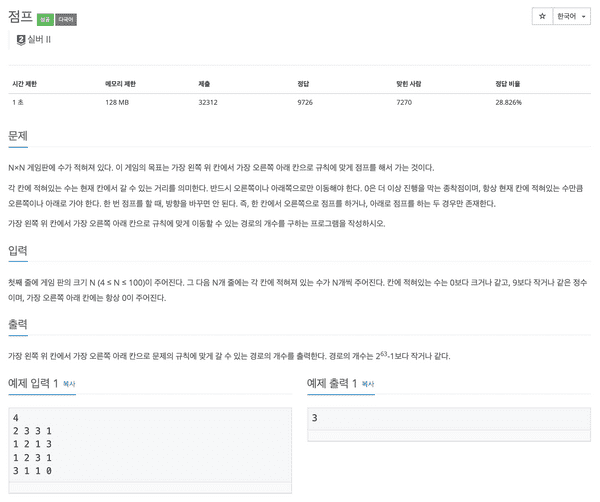 점프 성공 다국어 ☆ 한국어
2 실버 II
시간 제한 메모리 제한 제출 정답 맞힌 사람 정답 비율
1 초 128 MB 32312 9726 7270 28.826%
문제
N×N 게임판에 수가 적혀져 있다. 이 게임의 목표는 가장 왼쪽 위 칸에서 가장 오른쪽 아래 칸으로 규칙에 맞게 점프를 해서 가는 것이다.
각 칸에 적혀있는 수는 현재 칸에서 갈 수 있는 거리를 의미한다. 반드시 오른쪽이나 아래쪽으로만 이동해야 한다. 0은 더 이상 진행을 막는 종착점이며, 항상 현재 칸에 적혀있는 수만큼
오른쪽이나 아래로 가야 한다. 한 번 점프를 할 때, 방향을 바꾸면 안 된다. 즉, 한 칸에서 오른쪽으로 점프를 하거나, 아래로 점프를 하는 두 경우만 존재한다.
가장 왼쪽 위 칸에서 가장 오른쪽 아래 칸으로 규칙에 맞게 이동할 수 있는 경로의 개수를 구하는 프로그램을 작성하시오.
입력
첫째 줄에 게임 판의 크기 N (4 ≤ N ≤ 100)이 주어진다. 그 다음 N개 줄에는 각 칸에 적혀져 있는 수가 N개씩 주어진다. 칸에 적혀있는 수는 0보다 크거나 같고, 9보다 작거나 같은 정수
이며, 가장 오른쪽 아래 칸에는 항상 0이 주어진다.
출력
가장 왼쪽 위 칸에서 가장 오른쪽 아래 칸으로 문제의 규칙에 맞게 갈 수 있는 경로의 개수를 출력한다. 경로의 개수는 2^63-1보다 작거나 같다.
예제 입력 1 복사
4
2 3 3 1
1 2 1 3
1 2 3 1
3 1 1 0
예제 출력 1 복사
3